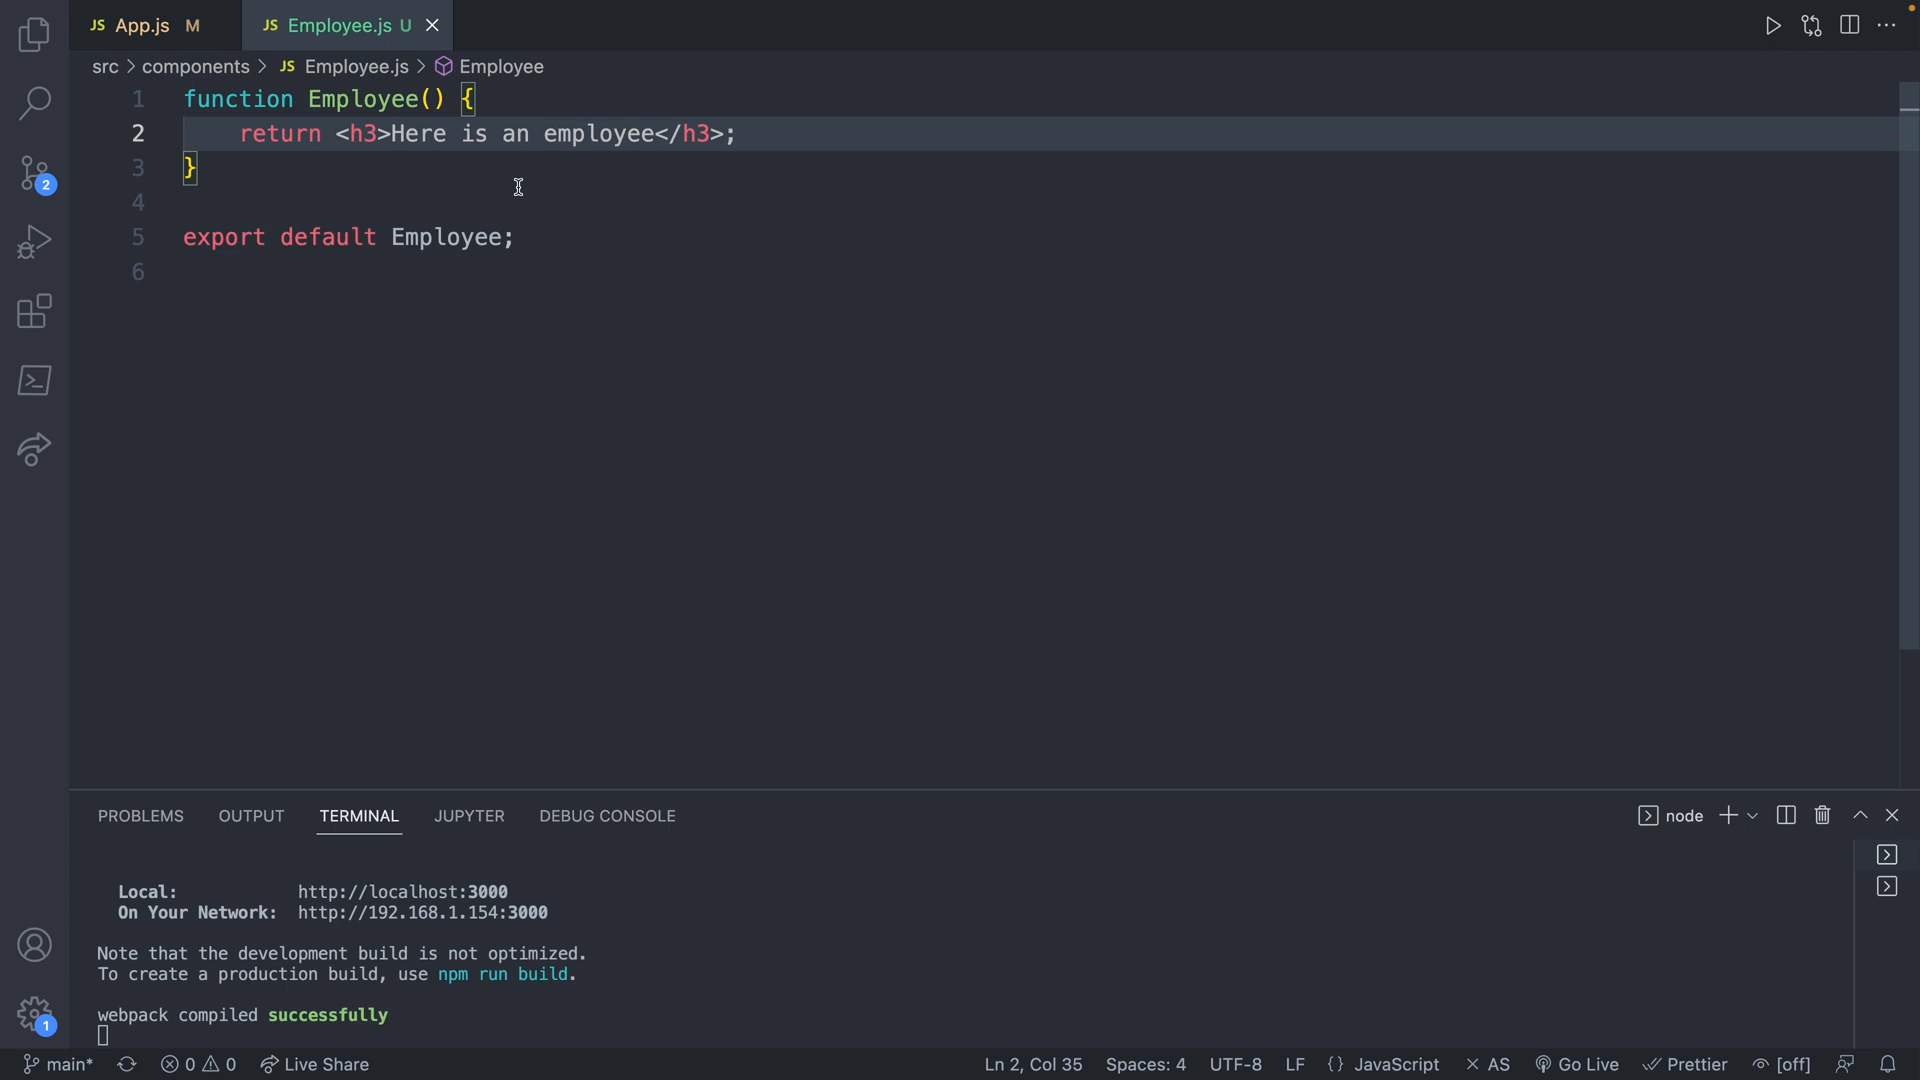 JS App.js M JS Employee.js U
src > components > JS Employee.js > Employee
1 function Employee() {
2 return <h3>Here is an employee</h3>;
3 }
4
5 export default Employee;
6
2
PROBLEMS OUTPUT TERMINAL JUPYTER DEBUG CONSOLE node
Local: http://localhost:3000
On Your Network: http://192.168.1.154:3000
Note that the development build is not optimized.
To create a production build, use npm run build.
webpack compiled successfully
1
main* 0 0 Live Share Ln 2, Col 35 Spaces: 4 UTF-8 LF {} JavaScript × AS Go Live Prettier [off]